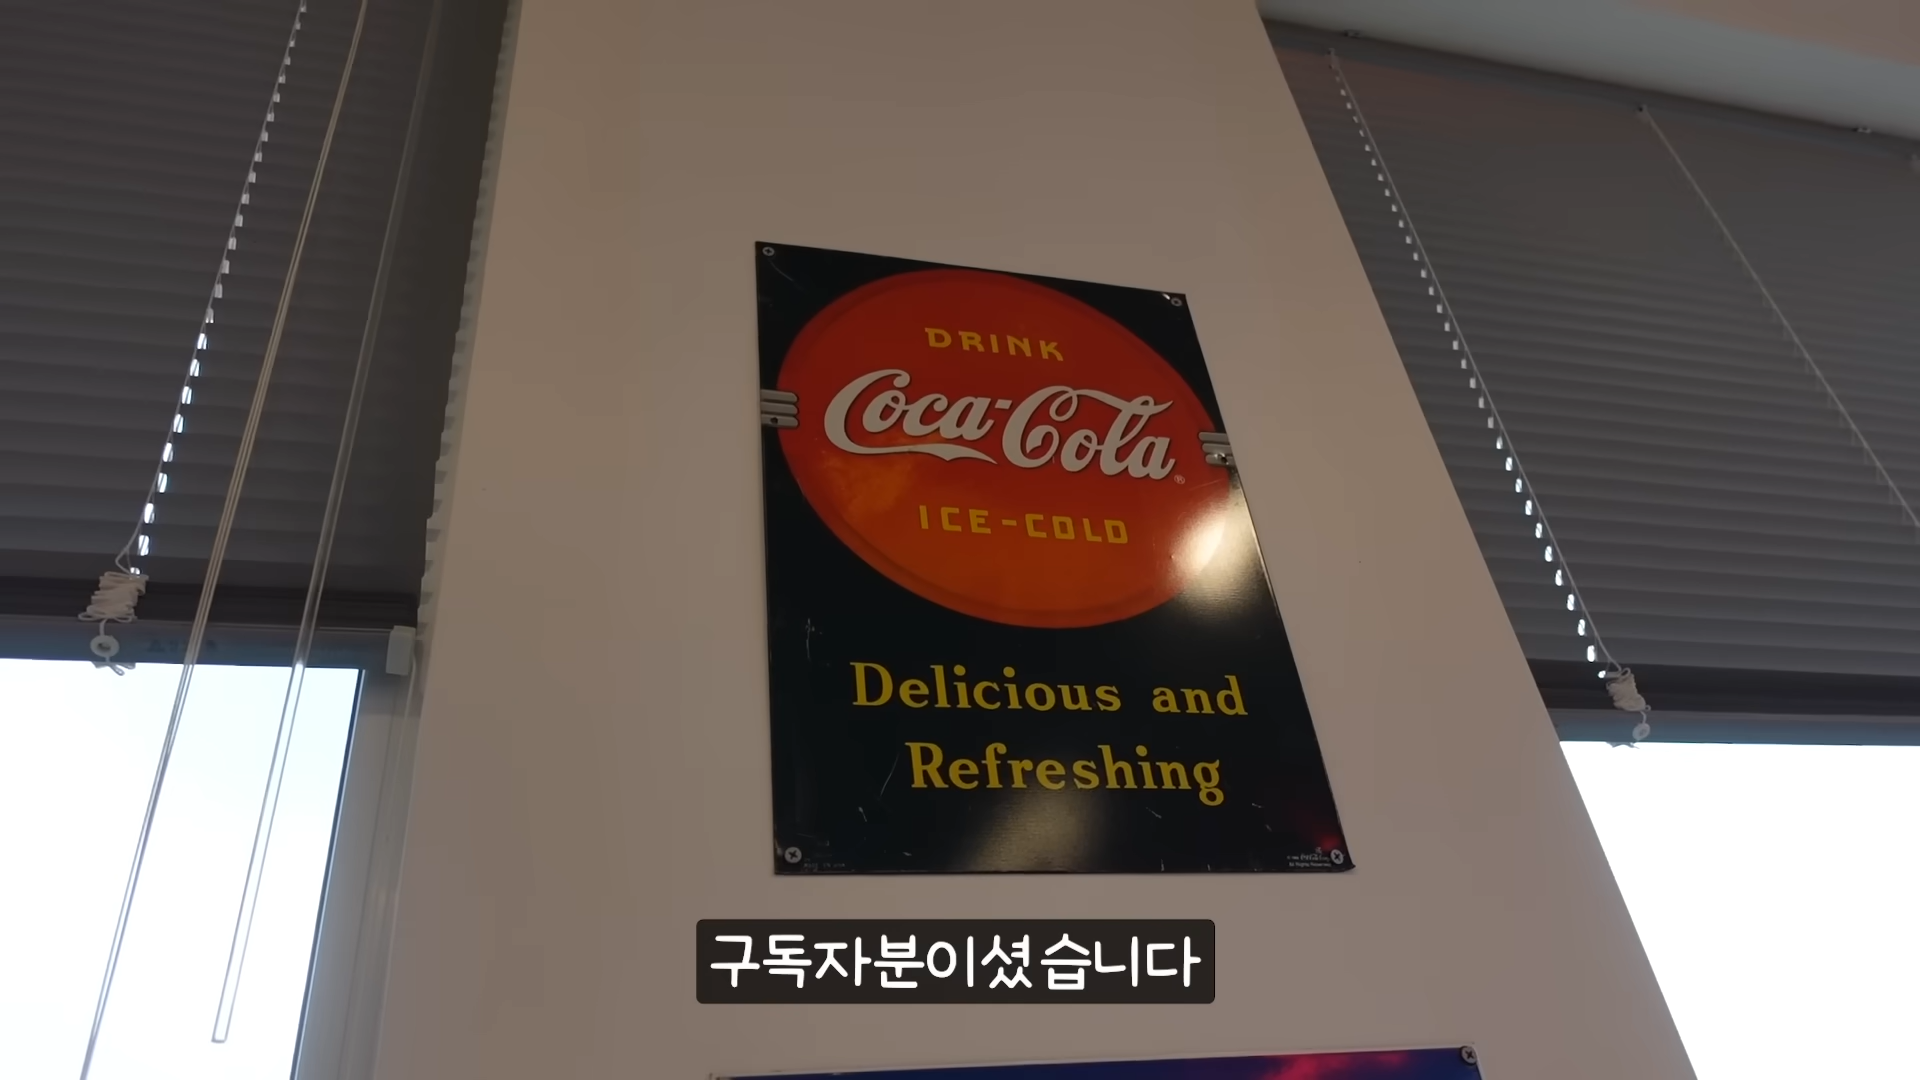 DRINK
Coca-Cola
®
ICE-COLD
Delicious and
Refreshing
구독자분이셨습니다